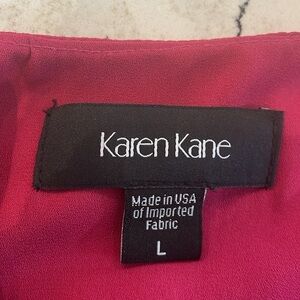 Karen Kane
Made in USA
of Imported
Fabric
L